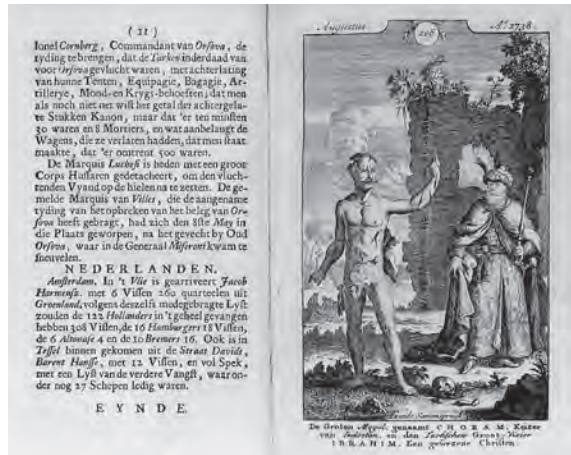 ( 21 )
lonel Cornberg, Commandant van Orsova, de
tyding te brengen, dat de Turken inderdaad van
voor Orsova gevlucht waren, met achterlating
van hunne Tenten, Equipagie, Bagagie, Ar-
tillerye, Mond- en Krygs-behoeften; dat men
als noch niet net wist het getal der achtergela-
te Stukken Kanon, maar dat 'er ten minsten
30 waren en 8 Mortiers, en wat aanbelangt de
Wagens, die ze verlaten hadden, dat men staat
maakte, dat 'er omtrent 500 waren.
De Marquis Luchesi is heden met een groot
Corps Hussaren gedetacheert, om den vluch-
tenden Vyand op de hielen na te zetten. De ge-
melde Marquis van Villes, die de aangename
tyding van het opbreken van het beleg van Or-
sova heeft gebragt, had zich den 8ste May in
die Plaats geworpen, na het gevecht by Oud
Orsova, waar in de Generaal Miseroni kwam te
sneuvelen.
NEDERLANDEN.
Amsterdam. In 't Vlie is gearriveert Jacob
Harmensz. met 6 Vissen 260 quarteelen uit
Groenland, volgens deszelfs medegebragte Lyst
zouden de 122 Hollanders in 't geheel gevangen
hebben 308 Vissen, de 16 Hamburgers 18 Vissen,
de 6 Altonase 4 en de 10 Bremers 16. Ook is in
Tessel binnen gekomen uit de Straat Davids,
Barent Hansse, met 12 Vissen, en vol Spek,
met een Lyst van de verdere Vangst, waar on-
der nog 27 Schepen ledig waren.
EYNDE.
Augustus
A°. 1738.
De Groten Mogol, genaamt CHORAM, Keizer
van Indostan, en den Turkschen Groot-Vizier
IBRAHIM. Een gewezene Christen.